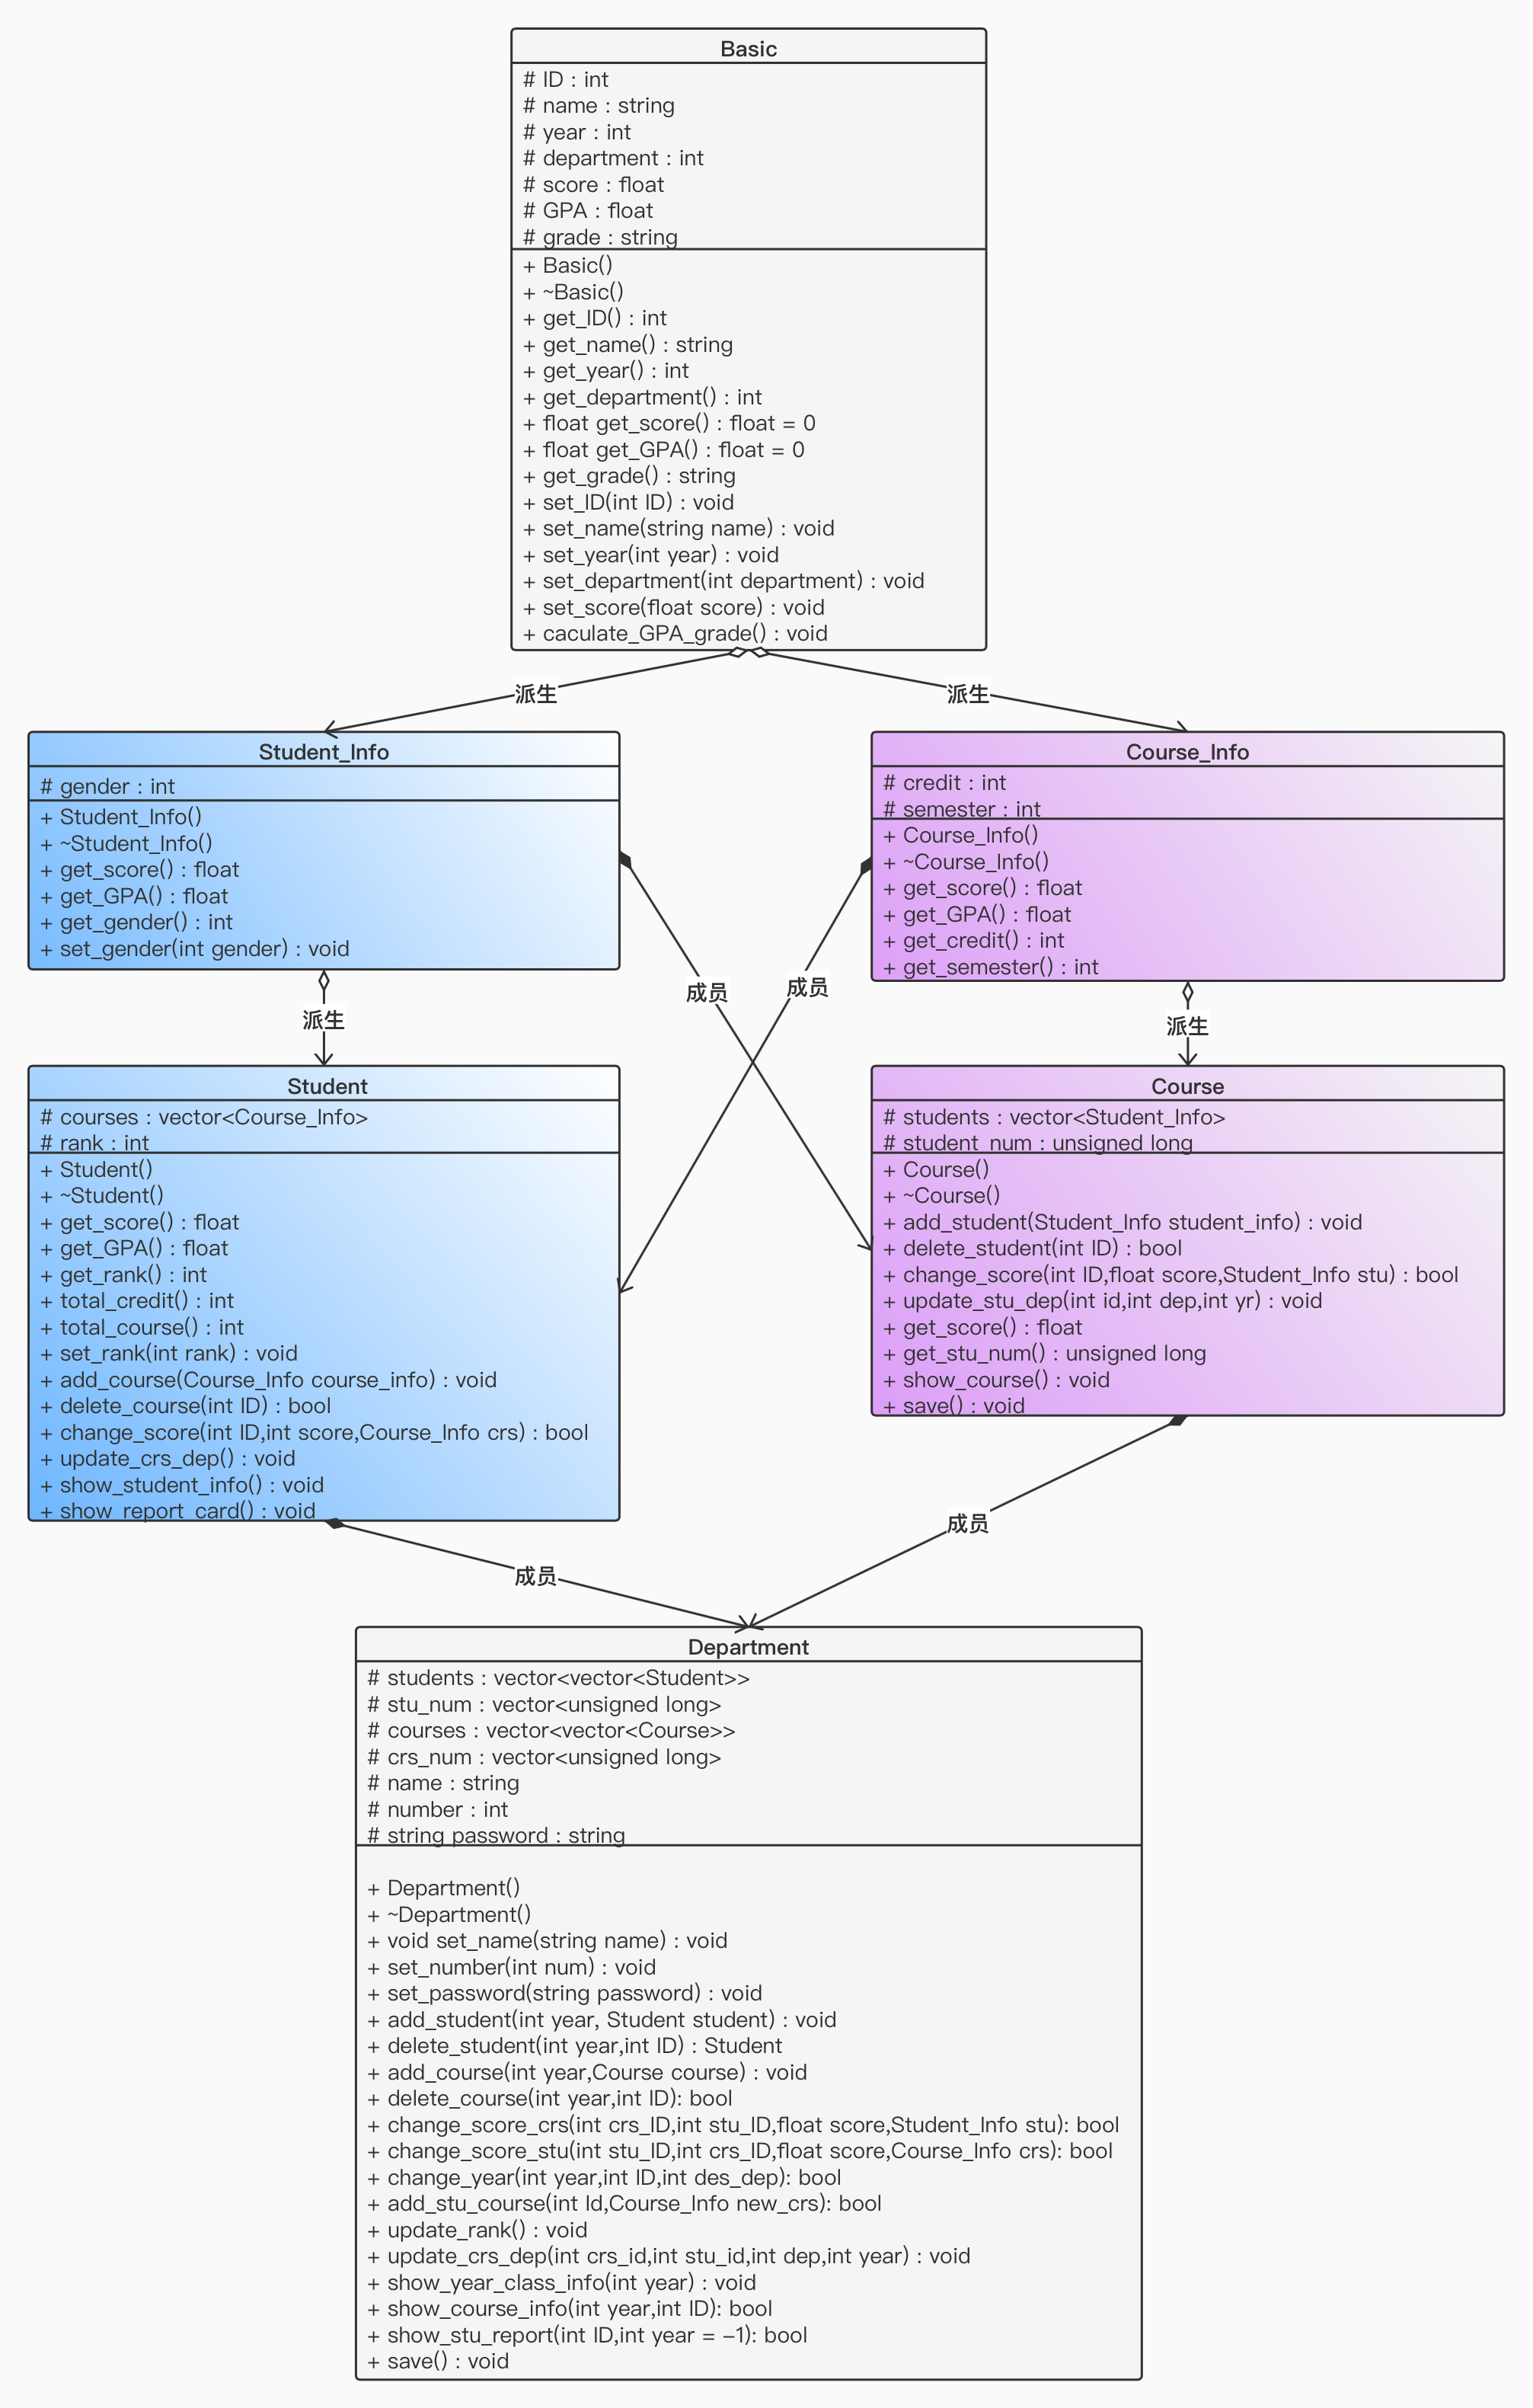 Basic
# ID : int
# name : string
# year : int
# department : int
# score : float
# GPA : float
# grade : string
+ Basic()
+ ~Basic()
+ get_ID() : int
+ get_name() : string
+ get_year() : int
+ get_department() : int
+ float get_score() : float = 0
+ float get_GPA() : float = 0
+ get_grade() : string
+ set_ID(int ID) : void
+ set_name(string name) : void
+ set_year(int year) : void
+ set_department(int department) : void
+ set_score(float score) : void
+ caculate_GPA_grade() : void
派生
派生
Student_Info
# gender : int
+ Student_Info()
+ ~Student_Info()
+ get_score() : float
+ get_GPA() : float
+ get_gender() : int
+ set_gender(int gender) : void
Course_Info
# credit : int
# semester : int
+ Course_Info()
+ ~Course_Info()
+ get_score() : float
+ get_GPA() : float
+ get_credit() : int
+ get_semester() : int
成员
成员
派生
派生
Student
# courses : vector<Course_Info>
# rank : int
+ Student()
+ ~Student()
+ get_score() : float
+ get_GPA() : float
+ get_rank() : int
+ total_credit() : int
+ total_course() : int
+ set_rank(int rank) : void
+ add_course(Course_Info course_info) : void
+ delete_course(int ID) : bool
+ change_score(int ID,int score,Course_Info crs) : bool
+ update_crs_dep() : void
+ show_student_info() : void
+ show_report_card() : void
Course
# students : vector<Student_Info>
# student_num : unsigned long
+ Course()
+ ~Course()
+ add_student(Student_Info student_info) : void
+ delete_student(int ID) : bool
+ change_score(int ID,float score,Student_Info stu) : bool
+ update_stu_dep(int id,int dep,int yr) : void
+ get_score() : float
+ get_stu_num() : unsigned long
+ show_course() : void
+ save() : void
成员
成员
Department
# students : vector<vector<Student>>
# stu_num : vector<unsigned long>
# courses : vector<vector<Course>>
# crs_num : vector<unsigned long>
# name : string
# number : int
# string password : string
+ Department()
+ ~Department()
+ void set_name(string name) : void
+ set_number(int num) : void
+ set_password(string password) : void
+ add_student(int year, Student student) : void
+ delete_student(int year,int ID) : Student
+ add_course(int year,Course course) : void
+ delete_course(int year,int ID): bool
+ change_score_crs(int crs_ID,int stu_ID,float score,Student_Info stu): bool
+ change_score_stu(int stu_ID,int crs_ID,float score,Course_Info crs): bool
+ change_year(int year,int ID,int des_dep): bool
+ add_stu_course(int Id,Course_Info new_crs): bool
+ update_rank() : void
+ update_crs_dep(int crs_id,int stu_id,int dep,int year) : void
+ show_year_class_info(int year) : void
+ show_course_info(int year,int ID): bool
+ show_stu_report(int ID,int year = –1): bool
+ save() : void